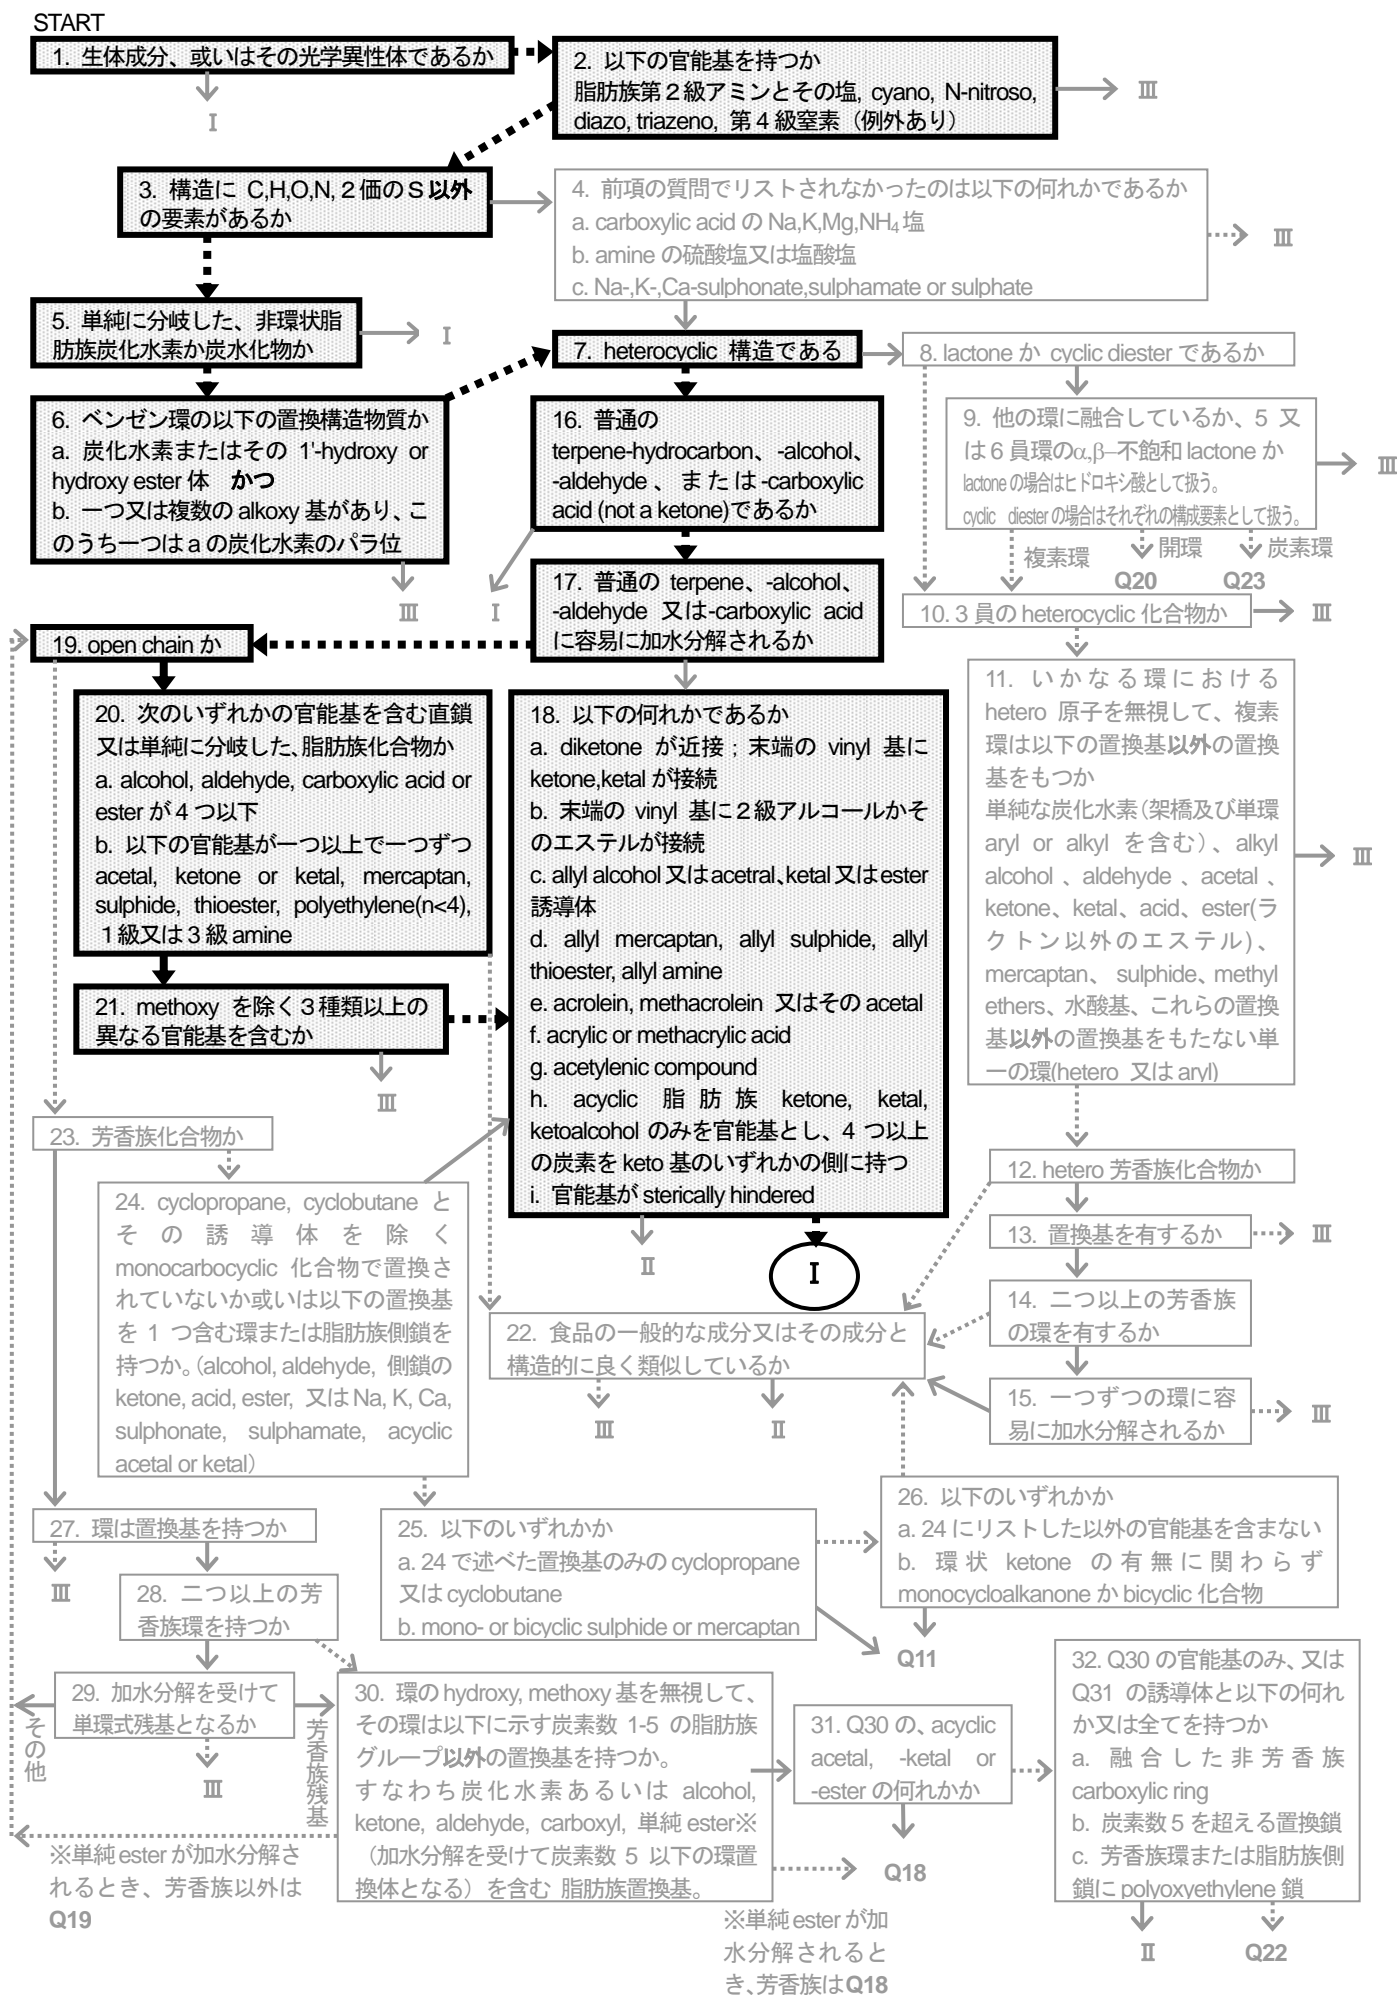 START
1. 生体成分、或いはその光学異性体であるか
Ⅰ
2. 以下の官能基を持つか
脂肪族第２級アミンとその塩, cyano, N-nitroso,
diazo, triazeno, 第４級窒素（例外あり）
Ⅲ
3. 構造に C,H,O,N,２価のＳ以外
の要素があるか
4. 前項の質問でリストされなかったのは以下の何れかであるか
a. carboxylic acid の Na,K,Mg,NH₄ 塩
b. amine の硫酸塩又は塩酸塩
c. Na-,K-,Ca-sulphonate,sulphamate or sulphate
Ⅲ
5. 単純に分岐した、非環状脂
肪族炭化水素か炭水化物か
Ⅰ
6. ベンゼン環の以下の置換構造物質か
a. 炭化水素またはその 1'-hydroxy or
hydroxy ester 体　かつ
b. 一つ又は複数の alkoxy 基があり、こ
のうち一つは a の炭化水素のパラ位
Ⅲ
7. heterocyclic 構造である
8. lactone か cyclic diester であるか
9. 他の環に融合しているか、5 又
は 6 員環のα,β–不飽和 lactone か
lactone の場合はヒドロキシ酸として扱う。
cyclic diester の場合はそれぞれの構成要素として扱う。
Ⅲ
複素環
開環
炭素環
Q20
Q23
10. 3 員の heterocyclic 化合物か
Ⅲ
11. いかなる環における
hetero 原子を無視して、複素
環は以下の置換基以外の置換
基をもつか
単純な炭化水素（架橋及び単環
aryl or alkyl を含む）、alkyl
alcohol 、aldehyde 、acetal 、
ketone、ketal、acid、ester(ラ
クトン以外のエステル)、
mercaptan、 sulphide、methyl
ethers、水酸基、これらの置換
基以外の置換基をもたない単
一の環(hetero 又は aryl)
Ⅲ
12. hetero 芳香族化合物か
13. 置換基を有するか
Ⅲ
14. 二つ以上の芳香族
の環を有するか
15. 一つずつの環に容
易に加水分解されるか
Ⅲ
16. 普通の
terpene-hydrocarbon、-alcohol、
-aldehyde 、または-carboxylic
acid (not a ketone)であるか
Ⅰ
17. 普通の terpene、-alcohol、
-aldehyde 又は-carboxylic acid
に容易に加水分解されるか
18. 以下の何れかであるか
a. diketone が近接；末端の vinyl 基に
ketone,ketal が接続
b. 末端の vinyl 基に２級アルコールかそ
のエステルが接続
c. allyl alcohol 又は acetral、ketal 又は ester
誘導体
d. allyl mercaptan, allyl sulphide, allyl
thioester, allyl amine
e. acrolein, methacrolein 又はその acetal
f. acrylic or methacrylic acid
g. acetylenic compound
h. acyclic 脂肪族 ketone, ketal,
ketoalcohol のみを官能基とし、4 つ以上
の炭素を keto 基のいずれかの側に持つ
i. 官能基が sterically hindered
Ⅱ
Ⅰ
19. open chain か
20. 次のいずれかの官能基を含む直鎖
又は単純に分岐した、脂肪族化合物か
a. alcohol, aldehyde, carboxylic acid or
ester が 4 つ以下
b. 以下の官能基が一つ以上で一つずつ
acetal, ketone or ketal, mercaptan,
sulphide, thioester, polyethylene(n<4),
１級又は３級 amine
21. methoxy を除く３種類以上の
異なる官能基を含むか
Ⅲ
22. 食品の一般的な成分又はその成分と
構造的に良く類似しているか
Ⅲ
Ⅱ
23. 芳香族化合物か
24. cyclopropane, cyclobutane と
その誘導体を除く
monocarbocyclic 化合物で置換さ
れていないか或いは以下の置換基
を 1 つ含む環または脂肪族側鎖を
持つか。（alcohol, aldehyde, 側鎖の
ketone, acid, ester, 又は Na, K, Ca,
sulphonate, sulphamate, acyclic
acetal or ketal）
25. 以下のいずれかか
a. 24 で述べた置換基のみの cyclopropane
又は cyclobutane
b. mono- or bicyclic sulphide or mercaptan
26. 以下のいずれかか
a. 24 にリストした以外の官能基を含まない
b. 環状 ketone の有無に関わらず
monocycloalkanone か bicyclic 化合物
Q11
27. 環は置換基を持つか
Ⅲ
28. 二つ以上の芳
香族環を持つか
29. 加水分解を受けて
単環式残基となるか
その他
芳香族残基
Ⅲ
30. 環の hydroxy, methoxy 基を無視して、
その環は以下に示す炭素数 1-5 の脂肪族
グループ以外の置換基を持つか。
すなわち炭化水素あるいは alcohol,
ketone, aldehyde, carboxyl, 単純 ester※
（加水分解を受けて炭素数 5 以下の環置
換体となる）を含む 脂肪族置換基。
31. Q30 の、acyclic
acetal, -ketal or
-ester の何れかか
Q18
32. Q30 の官能基のみ、又は
Q31 の誘導体と以下の何れ
か又は全てを持つか
a. 融合した非芳香族
carboxylic ring
b. 炭素数 5 を超える置換鎖
c. 芳香族環または脂肪族側
鎖に polyoxyethylene 鎖
Ⅱ
Q22
※単純 ester が加水分解さ
れるとき、芳香族以外は
Q19
※単純 ester が加
水分解されると
き、芳香族は Q18